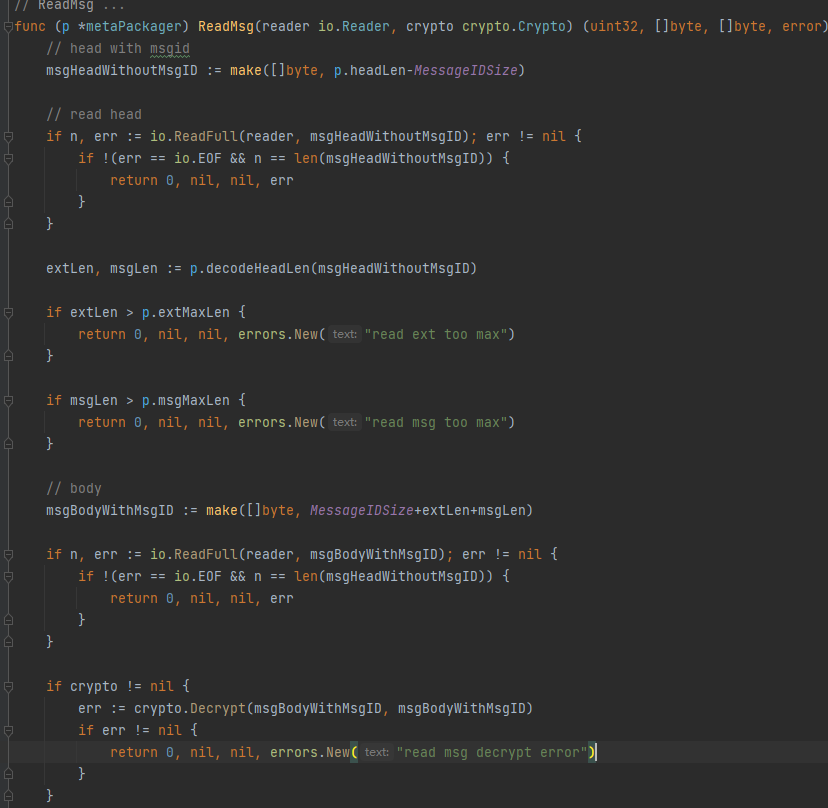 // ReadMsg ...
func (p *metaPackager) ReadMsg(reader io.Reader, crypto crypto.Crypto) (uint32, []byte, []byte, error)
// head with msgid
msgHeadWithoutMsgID := make([]byte, p.headLen-MessageIDSize)
// read head
if n, err := io.ReadFull(reader, msgHeadWithoutMsgID); err != nil {
if !(err == io.EOF && n == len(msgHeadWithoutMsgID)) {
return 0, nil, nil, err
}
}
extLen, msgLen := p.decodeHeadLen(msgHeadWithoutMsgID)
if extLen > p.extMaxLen {
return 0, nil, nil, errors.New( text: "read ext too max")
}
if msgLen > p.msgMaxLen {
return 0, nil, nil, errors.New( text: "read msg too max")
}
// body
msgBodyWithMsgID := make([]byte, MessageIDSize+extLen+msgLen)
if n, err := io.ReadFull(reader, msgBodyWithMsgID); err != nil {
if !(err == io.EOF && n == len(msgHeadWithoutMsgID)) {
return 0, nil, nil, err
}
}
if crypto != nil {
err := crypto.Decrypt(msgBodyWithMsgID, msgBodyWithMsgID)
if err != nil {
return 0, nil, nil, errors.New( text: "read msg decrypt error")
}
}